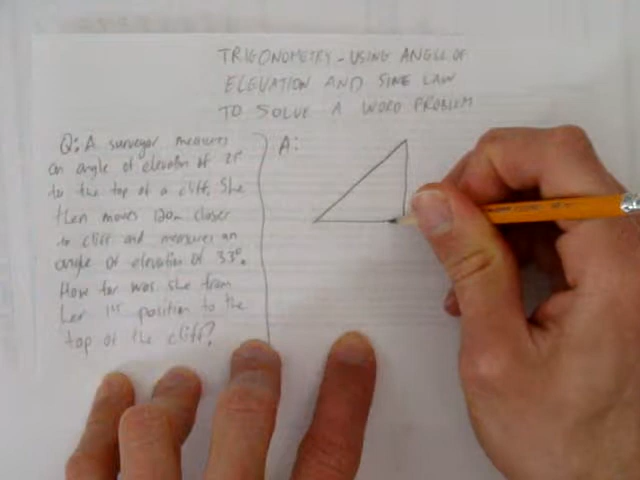 TRIGONOMETRY - USING ANGLE OF
ELEVATION AND SINE LAW
TO SOLVE A WORD PROBLEM
Q: A surveyor measures
an angle of elevation of 21°
to the top of a cliff. She
then moves 120m closer
to cliff and measures an
angle of elevation of 33°.
How far was she from
her 1st position to the
top of the cliff?
A: